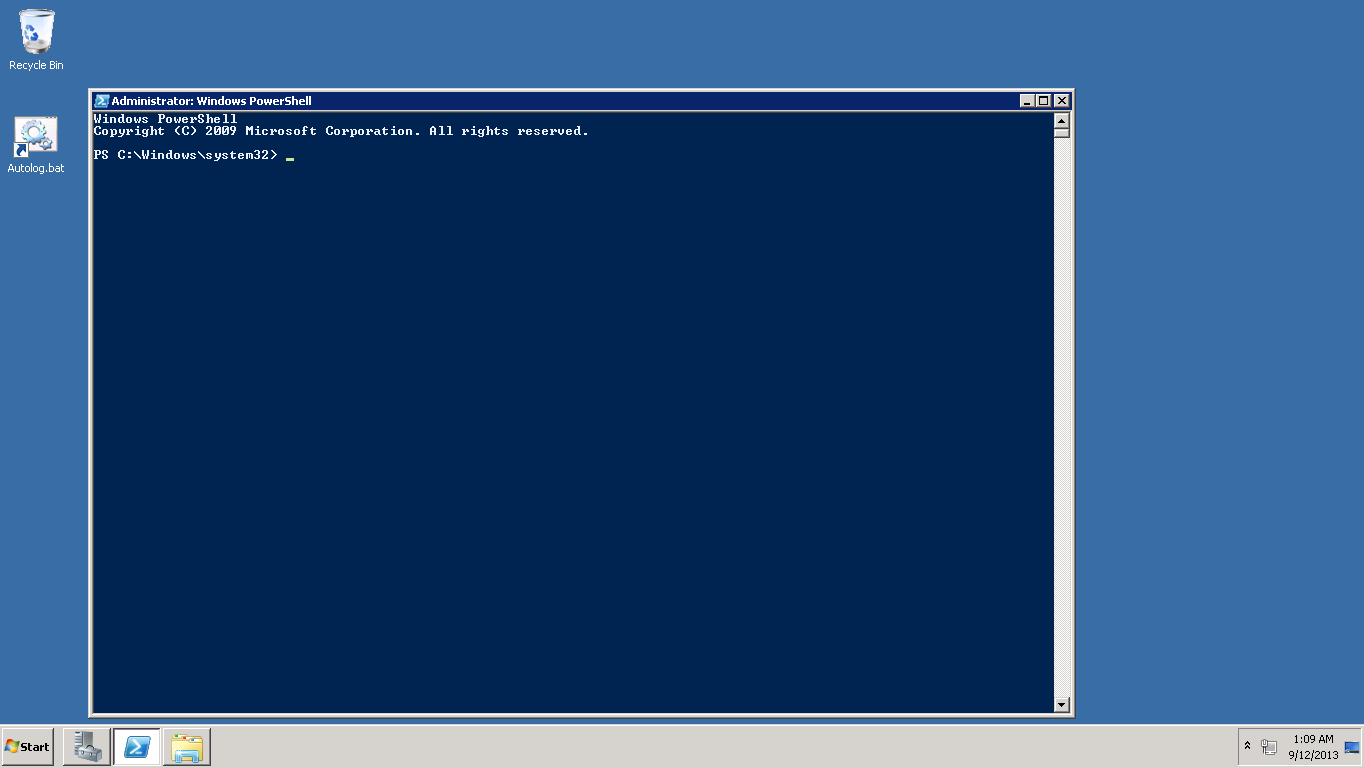 Recycle Bin
Autolog.bat
Administrator: Windows PowerShell
Windows PowerShell
Copyright (C) 2009 Microsoft Corporation. All rights reserved.
PS C:\Windows\system32> _
Start
1:09 AM
9/12/2013